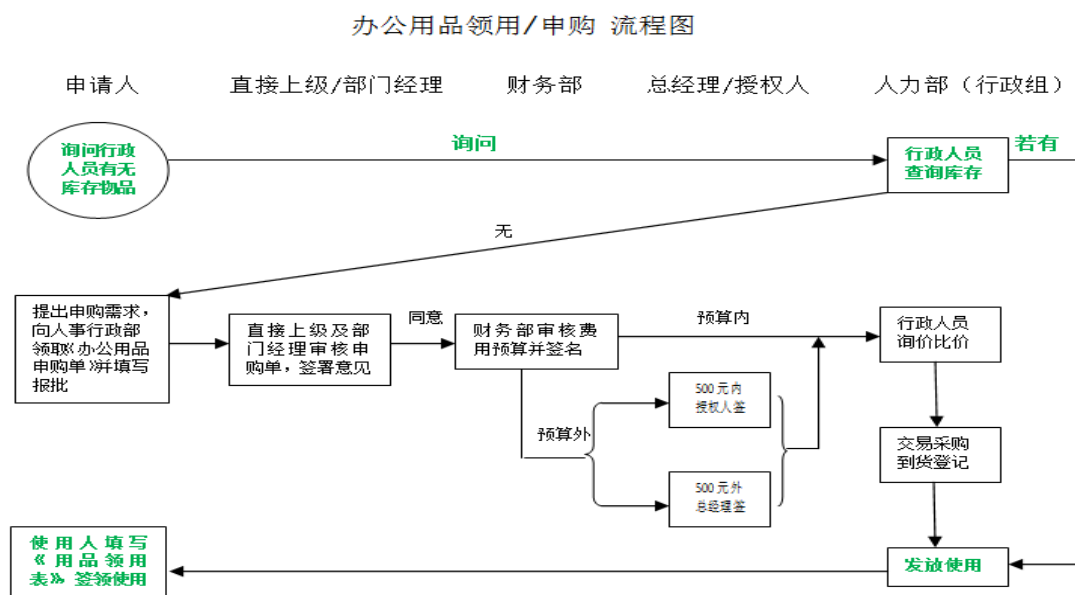 办公用品领用/申购 流程图
申请人
直接上级/部门经理
财务部
总经理/授权人
人力部（行政组）
询问行政
人员有无
库存物品
询问
行政人员
查询库存
若有
无
提出申购需求，
向人事行政部
领取《办公用品
申购单》并填写
报批
直接上级及部
门经理审核申
购单，签署意见
同意
财务部审核费
用预算并签名
预算内
行政人员
询价比价
预算外
500元内
授权人签
500元外
总经理签
交易采购
到货登记
使用人填写
《用品领用
表》签领使用
发放使用